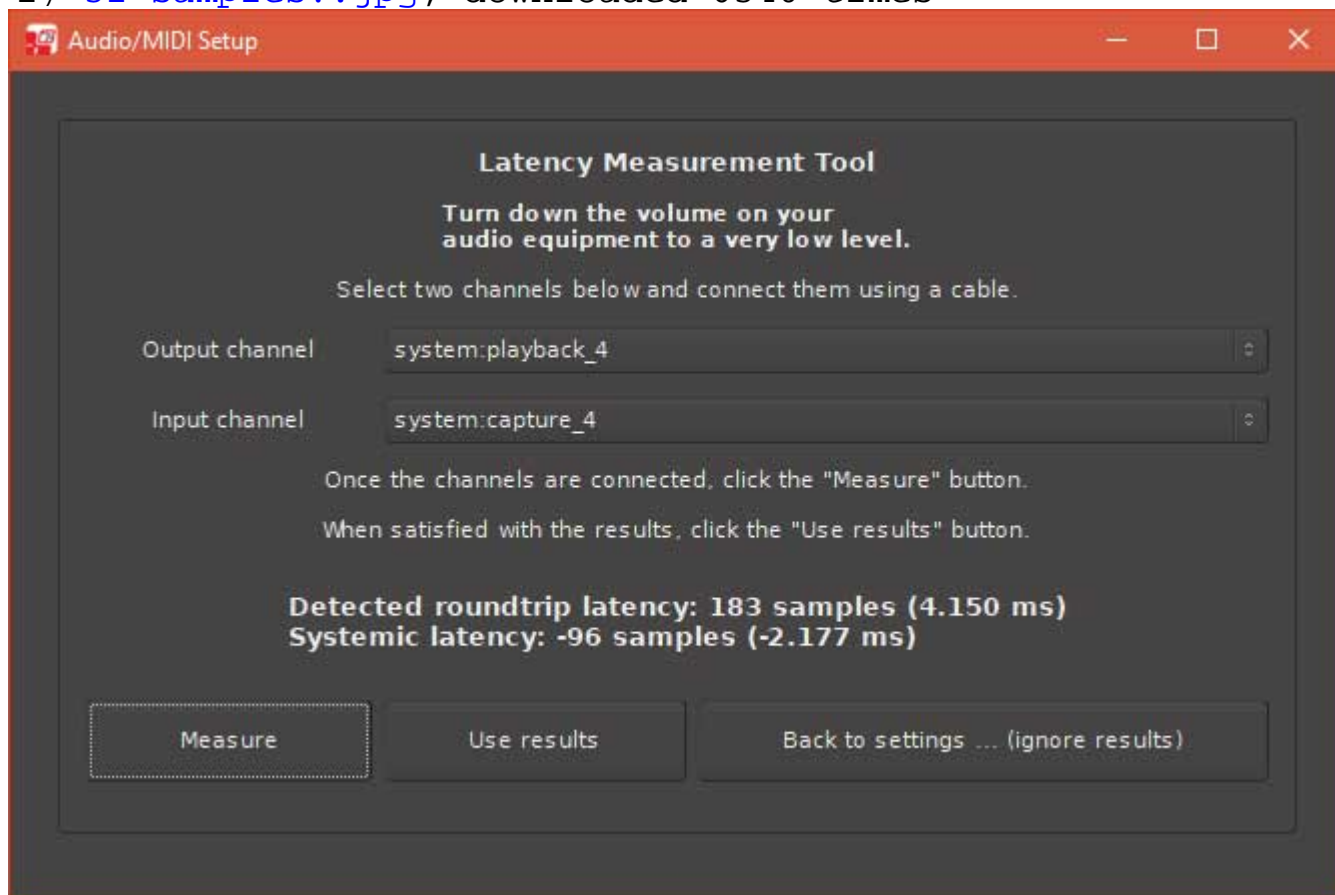 Audio/MIDI Setup
Latency Measurement Tool
Turn down the volume on your
audio equipment to a very low level.
Select two channels below and connect them using a cable.
Output channel system:playback_4
Input channel system:capture_4
Once the channels are connected, click the "Measure" button.
When satisfied with the results, click the "Use results" button.
Detected roundtrip latency: 183 samples (4.150 ms)
Systemic latency: -96 samples (-2.177 ms)
Measure Use results Back to settings ... (ignore results)